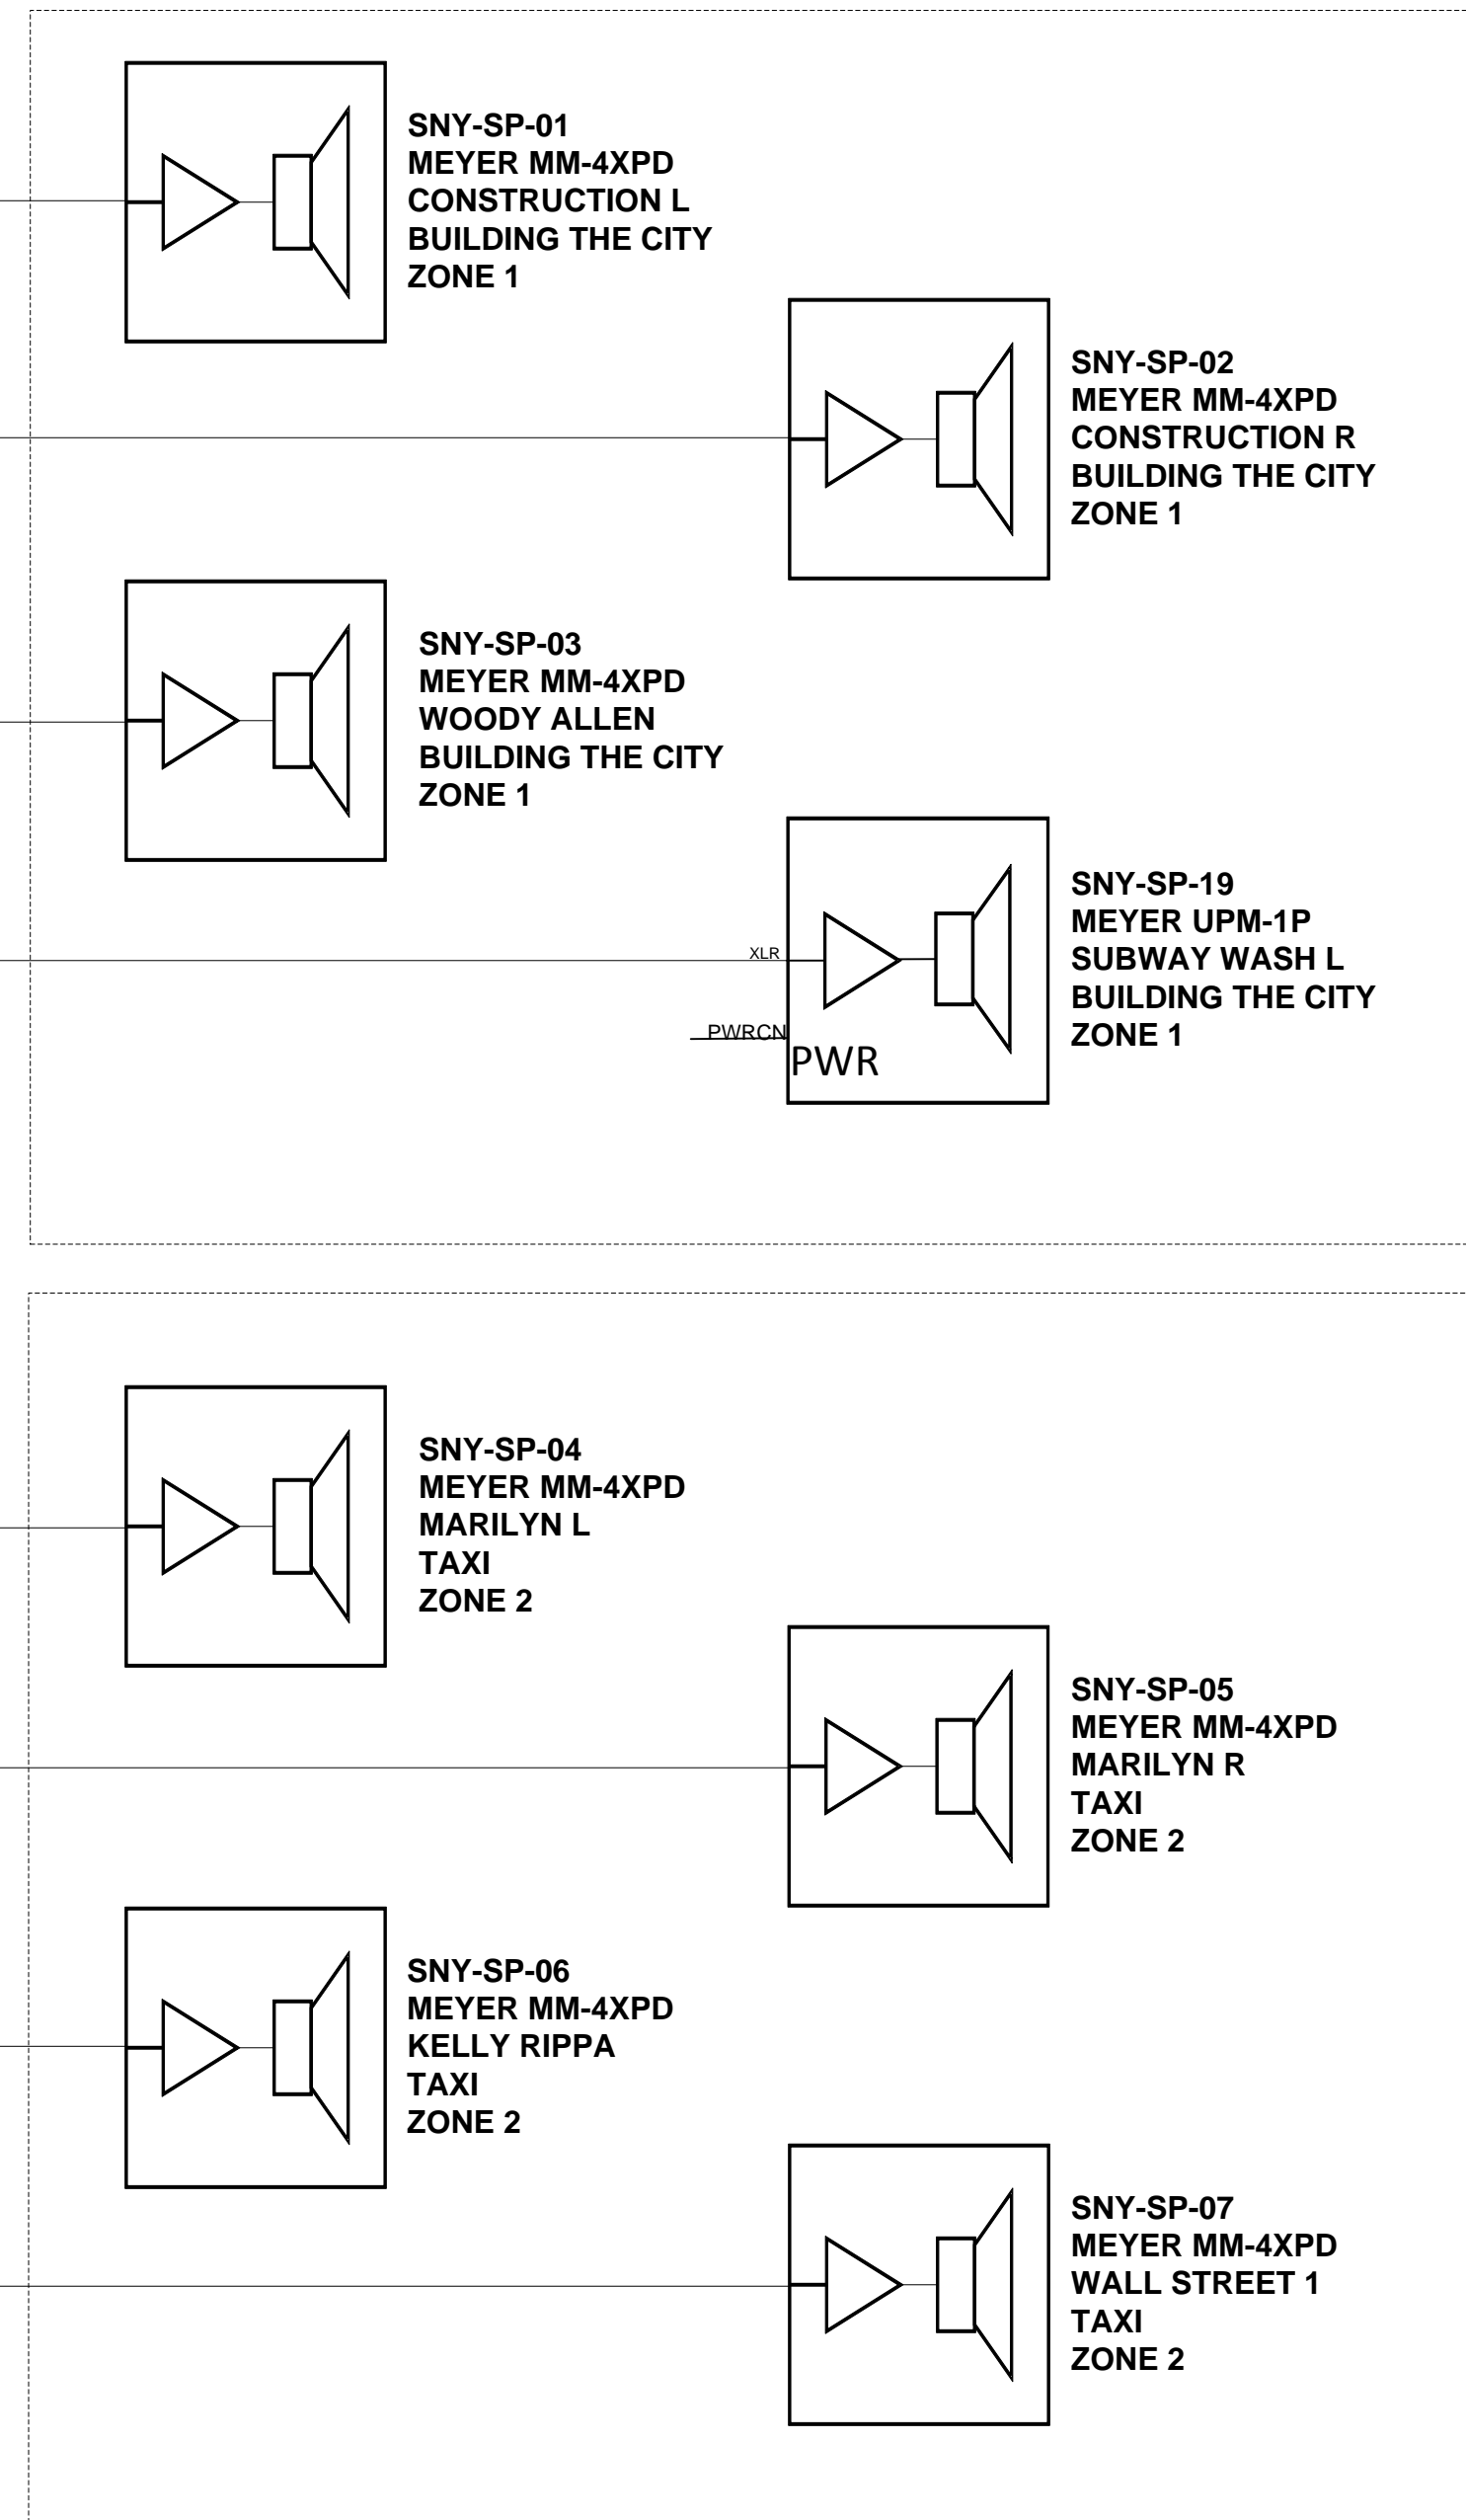 SNY-SP-01
MEYER MM-4XPD
CONSTRUCTION L
BUILDING THE CITY
ZONE 1
SNY-SP-02
MEYER MM-4XPD
CONSTRUCTION R
BUILDING THE CITY
ZONE 1
SNY-SP-03
MEYER MM-4XPD
WOODY ALLEN
BUILDING THE CITY
ZONE 1
XLR
PWRCN
PWR
SNY-SP-19
MEYER UPM-1P
SUBWAY WASH L
BUILDING THE CITY
ZONE 1
SNY-SP-04
MEYER MM-4XPD
MARILYN L
TAXI
ZONE 2
SNY-SP-05
MEYER MM-4XPD
MARILYN R
TAXI
ZONE 2
SNY-SP-06
MEYER MM-4XPD
KELLY RIPPA
TAXI
ZONE 2
SNY-SP-07
MEYER MM-4XPD
WALL STREET 1
TAXI
ZONE 2